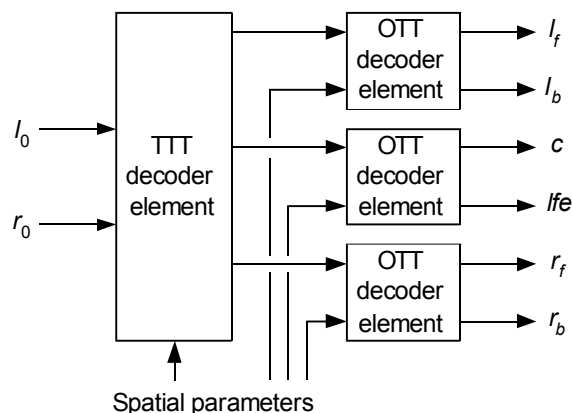 l0
r0
TTT
decoder
element
OTT
decoder
element
lf
lb
OTT
decoder
element
c
lfe
OTT
decoder
element
rf
rb
Spatial parameters